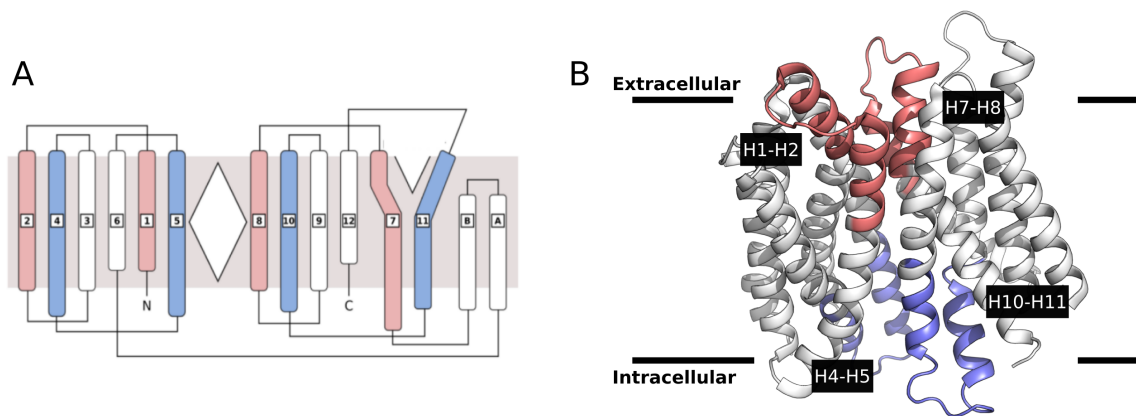 A
2
4
3
6
1
5
8
10
9
12
7
11
B
A
N
C
B
Extracellular
H7-H8
H1-H2
H10-H11
H4-H5
Intracellular